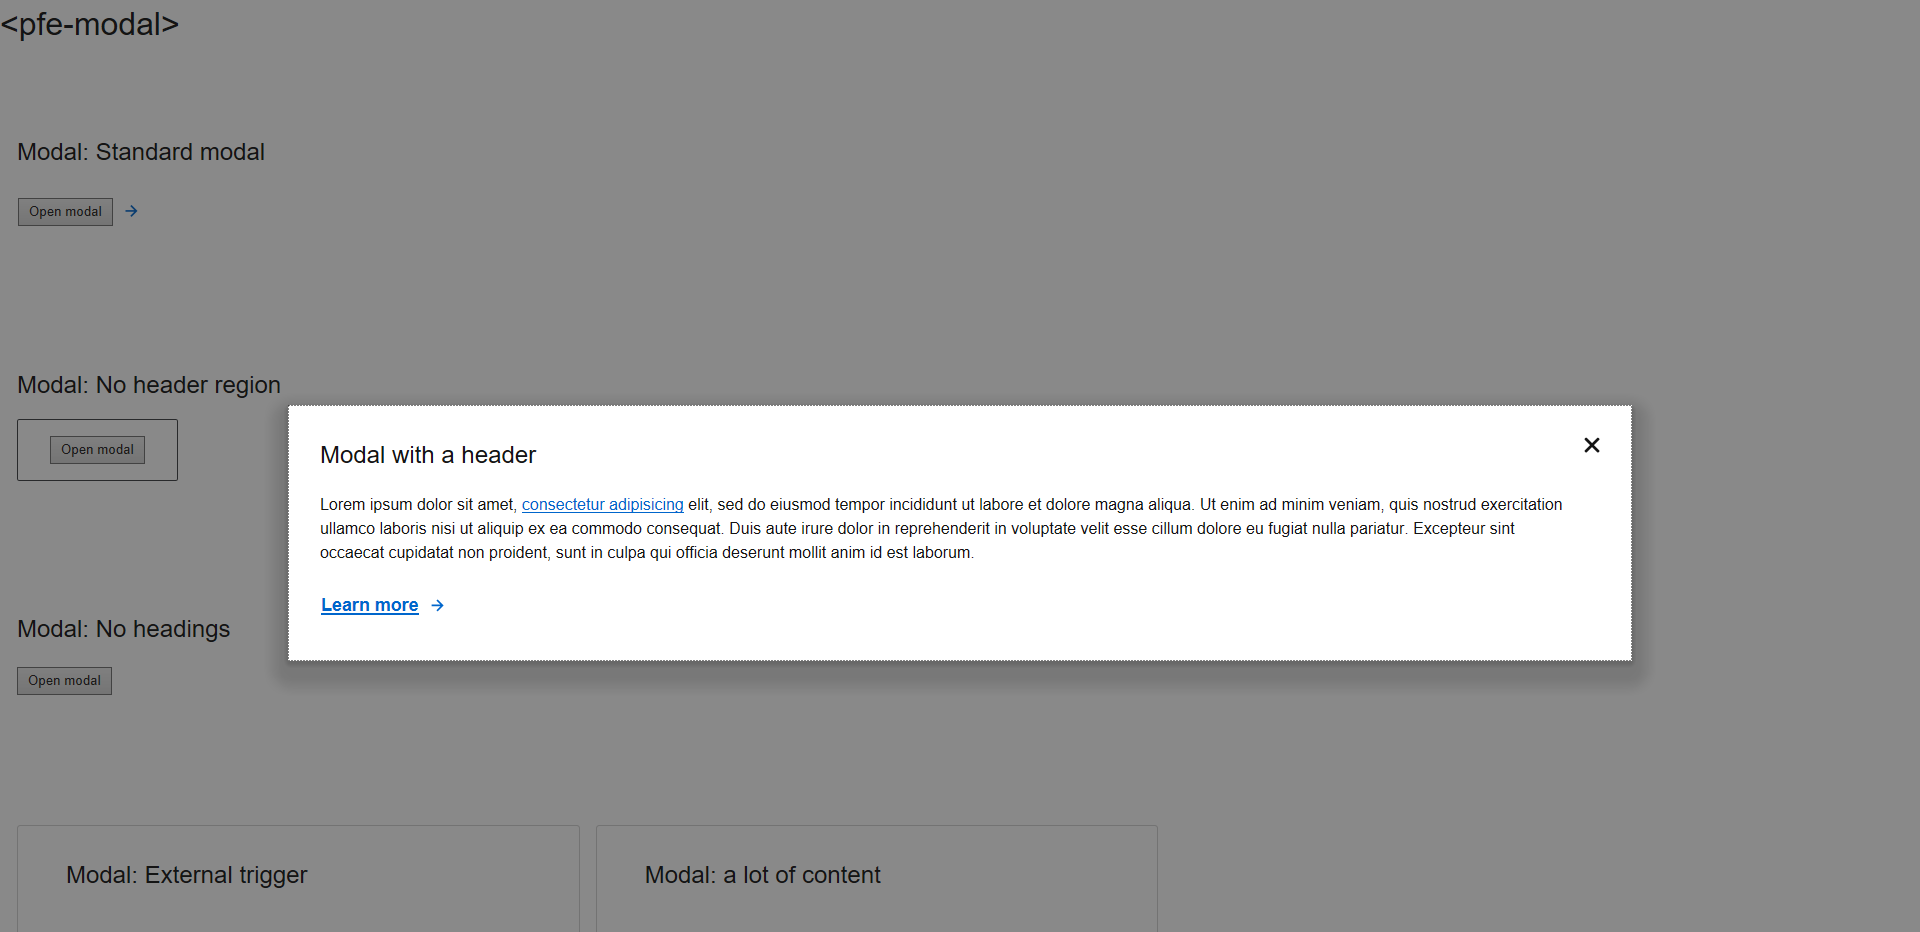 <pfe-modal>
Modal: Standard modal
Open modal
Modal: No header region
Open modal
Modal with a header
Lorem ipsum dolor sit amet, consectetur adipisicing elit, sed do eiusmod tempor incididunt ut labore et dolore magna aliqua. Ut enim ad minim veniam, quis nostrud exercitation
ullamco laboris nisi ut aliquip ex ea commodo consequat. Duis aute irure dolor in reprehenderit in voluptate velit esse cillum dolore eu fugiat nulla pariatur. Excepteur sint
occaecat cupidatat non proident, sunt in culpa qui officia deserunt mollit anim id est laborum.
Learn more
Modal: No headings
Open modal
Modal: External trigger
Modal: a lot of content